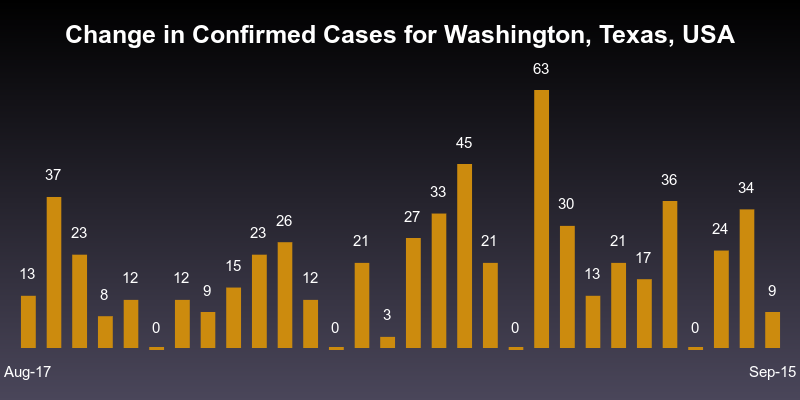 Change in Confirmed Cases for Washington, Texas, USA
13 37 23 8 12 0 12 9 15 23 26 12 0 21 3 27 33 45 21 0 63 30 13 21 17 36 0 24 34 9
Aug-17 Sep-15